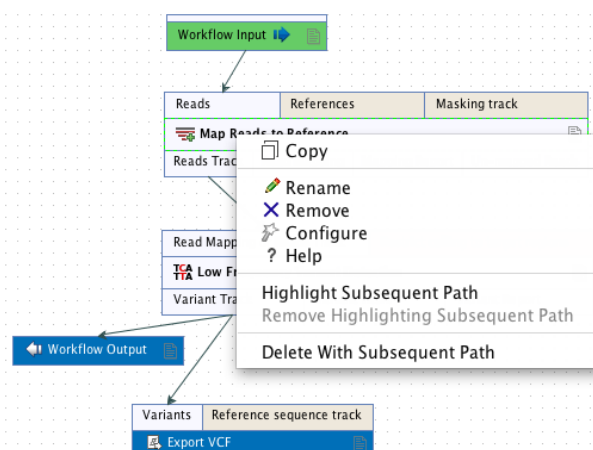 Workflow Input
Reads References Masking track
Map Reads to Reference
Reads Trac
Copy
Rename
Remove
Configure
? Help
Highlight Subsequent Path
Remove Highlighting Subsequent Path
Delete With Subsequent Path
Read Mapp
TCA
TTA
Low Fr
Variant Tra
Workflow Output
Variants Reference sequence track
Export VCF